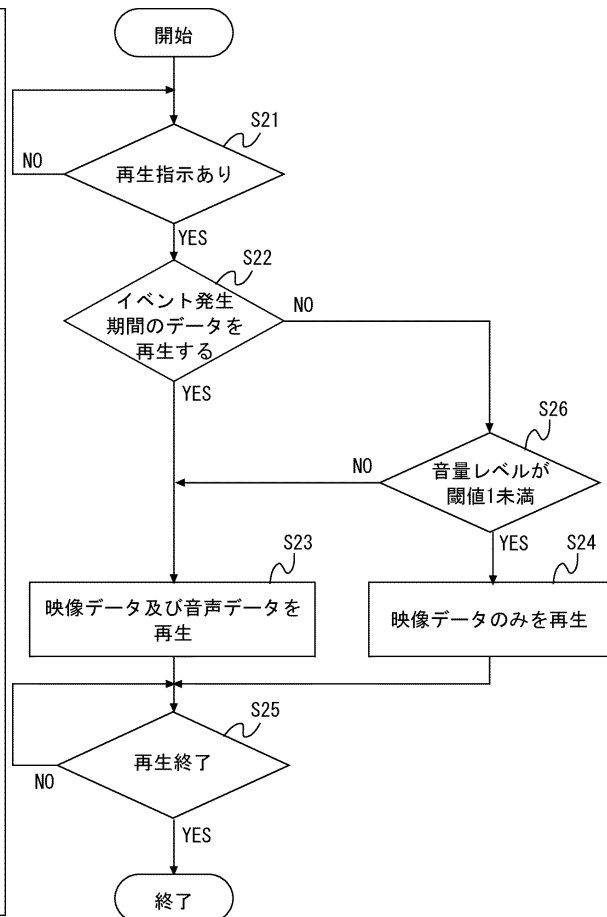 開始
S21
再生指示あり
NO
YES
S22
イベント発生
期間のデータを
再生する
NO
YES
S26
音量レベルが
閾値1未満
NO
YES
S23
映像データ及び音声データを
再生
S24
映像データのみを再生
S25
再生終了
NO
YES
終了